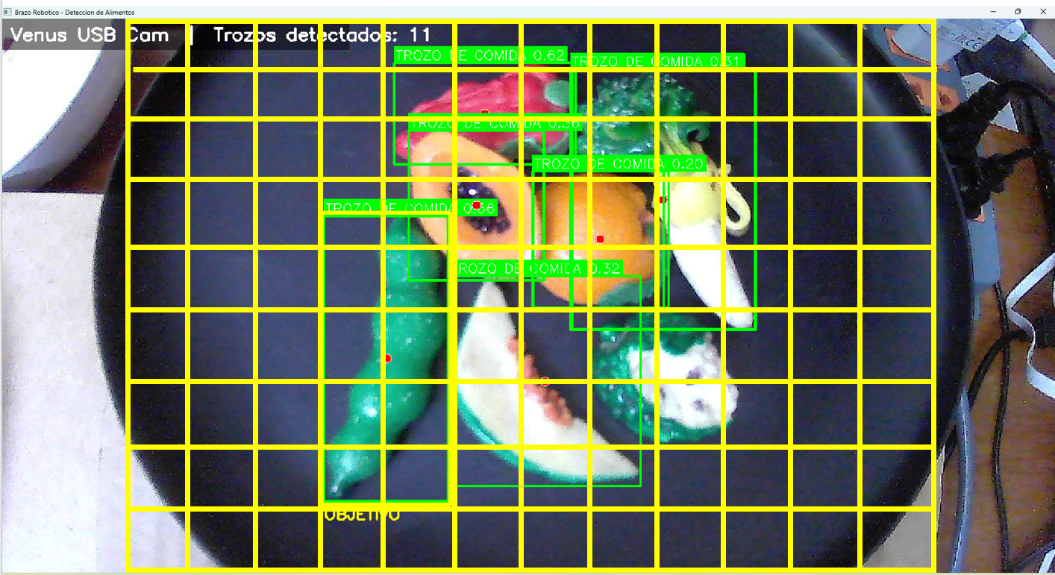 Brazo Robotico - Deteccion de Alimentos
Venus USB Cam | Trozos detectados: 11
TROZO DE COMIDA 0.62
TROZO DE COMIDA 0.31
TROZO DE COMIDA 0.36
TROZO DE COMIDA 0.20
TROZO DE COMIDA 0.56
TROZO DE COMIDA 0.32
OBJETIVO